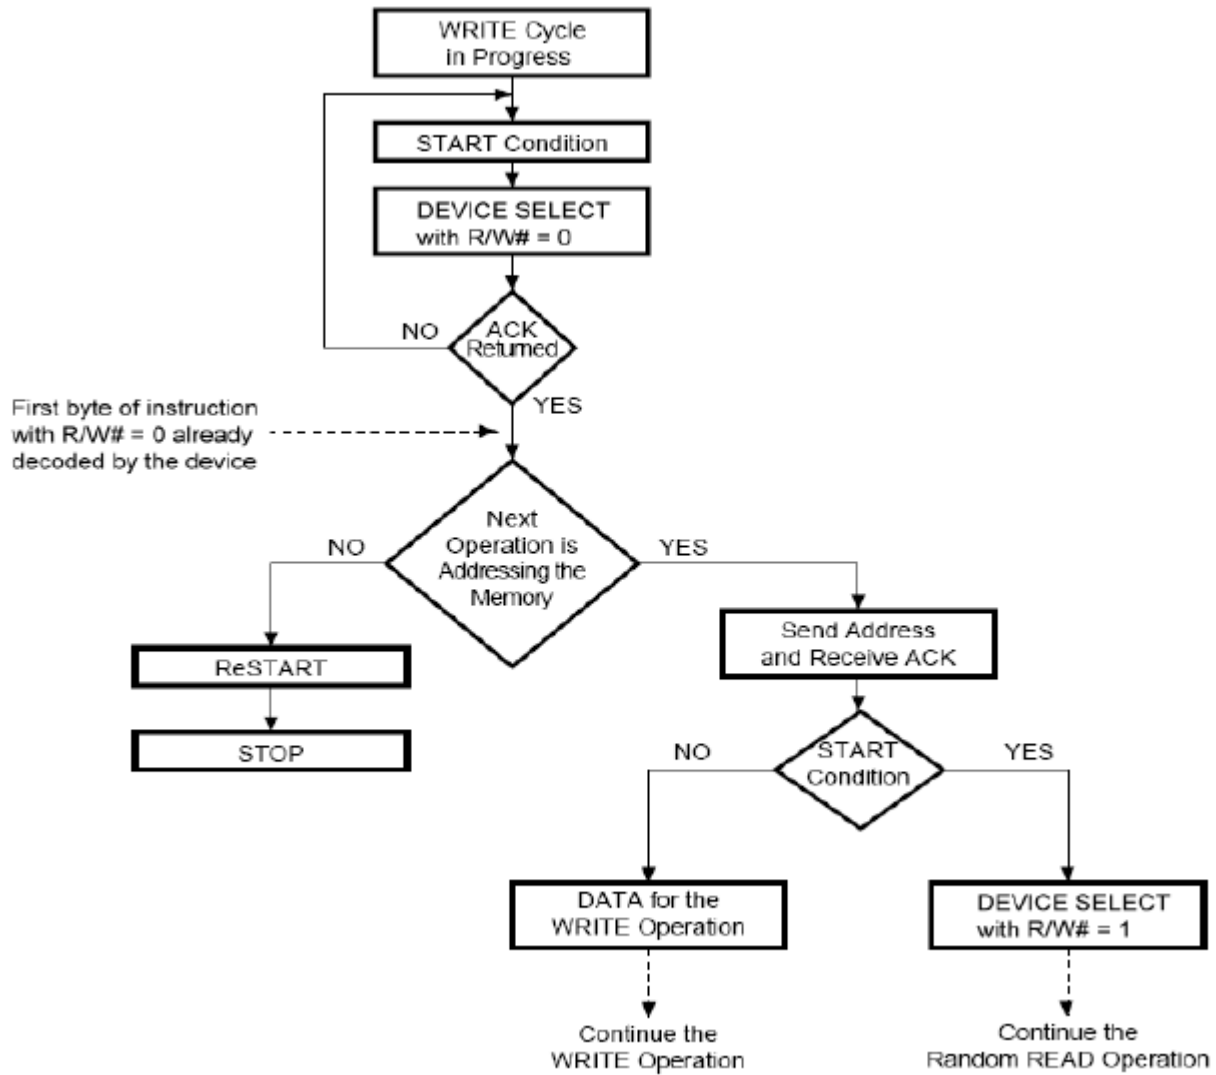 WRITE Cycle
in Progress
START Condition
DEVICE SELECT
with R/W# = 0
NO
ACK
Returned
YES
First byte of instruction
with R/W# = 0 already
decoded by the device
NO
Next
Operation is
Addressing the
Memory
YES
ReSTART
STOP
Send Address
and Receive ACK
NO
START
Condition
YES
DATA for the
WRITE Operation
DEVICE SELECT
with R/W# = 1
Continue the
WRITE Operation
Continue the
Random READ Operation